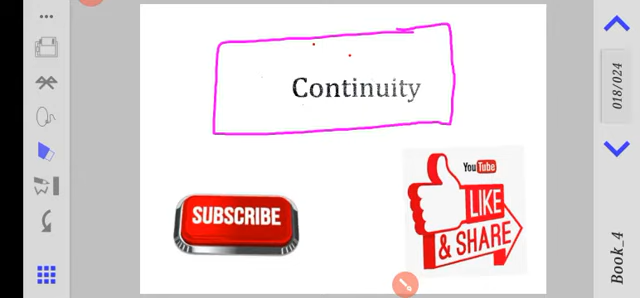 Continuity
SUBSCRIBE
YouTube
LIKE
& SHARE
018/024
Book_4